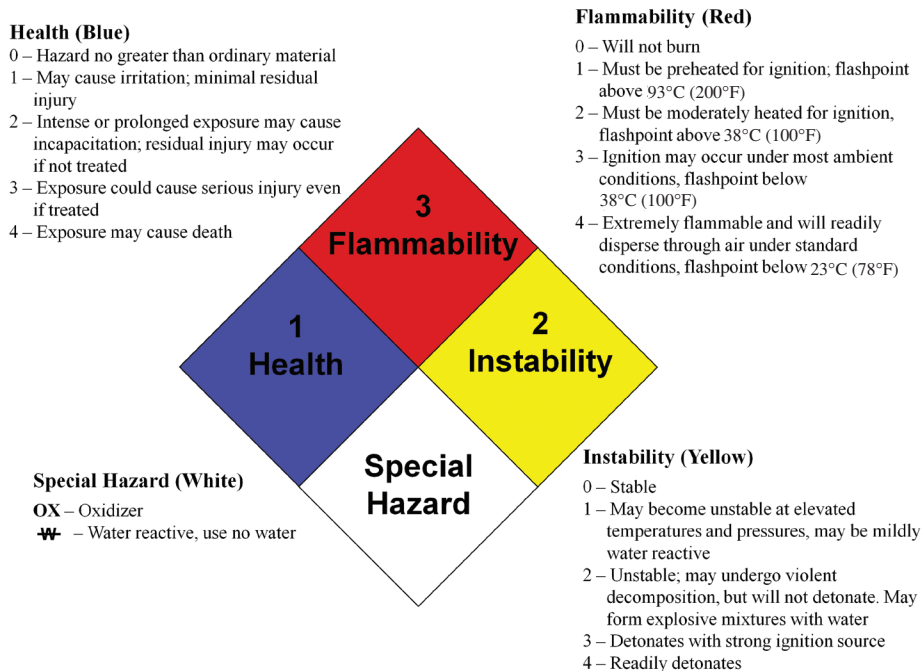 Health (Blue)
0 – Hazard no greater than ordinary material
1 – May cause irritation; minimal residual
injury
2 – Intense or prolonged exposure may cause
incapacitation; residual injury may occur
if not treated
3 – Exposure could cause serious injury even
if treated
4 – Exposure may cause death
Flammability (Red)
0 – Will not burn
1 – Must be preheated for ignition; flashpoint
above 93°C (200°F)
2 – Must be moderately heated for ignition,
flashpoint above 38°C (100°F)
3 – Ignition may occur under most ambient
conditions, flashpoint below
38°C (100°F)
4 – Extremely flammable and will readily
disperse through air under standard
conditions, flashpoint below 23°C (78°F)
3
Flammability
1
Health
2
Instability
Special
Hazard
Special Hazard (White)
OX – Oxidizer
W – Water reactive, use no water
Instability (Yellow)
0 – Stable
1 – May become unstable at elevated
temperatures and pressures, may be mildly
water reactive
2 – Unstable; may undergo violent
decomposition, but will not detonate. May
form explosive mixtures with water
3 – Detonates with strong ignition source
4 – Readily detonates